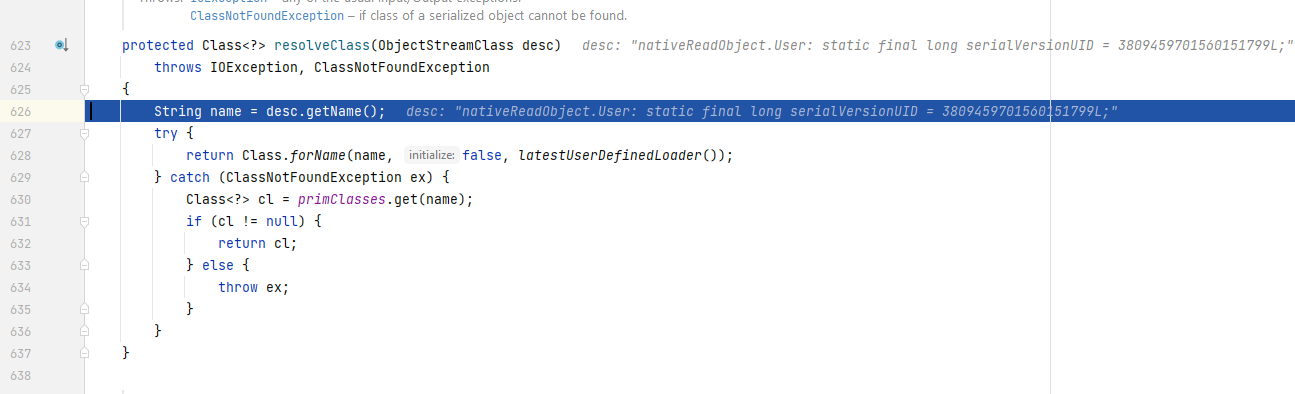 Throws: IOException – any of the usual Input/Output exceptions.
ClassNotFoundException – if class of a serialized object cannot be found.
623 protected Class<?> resolveClass(ObjectStreamClass desc) desc: "nativeReadObject.User: static final long serialVersionUID = 3809459701560151799L;"
624 throws IOException, ClassNotFoundException
625 {
626 String name = desc.getName(); desc: "nativeReadObject.User: static final long serialVersionUID = 3809459701560151799L;"
627 try {
628 return Class.forName(name, initialize: false, latestUserDefinedLoader());
629 } catch (ClassNotFoundException ex) {
630 Class<?> cl = primClasses.get(name);
631 if (cl != null) {
632 return cl;
633 } else {
634 throw ex;
635 }
636 }
637 }
638